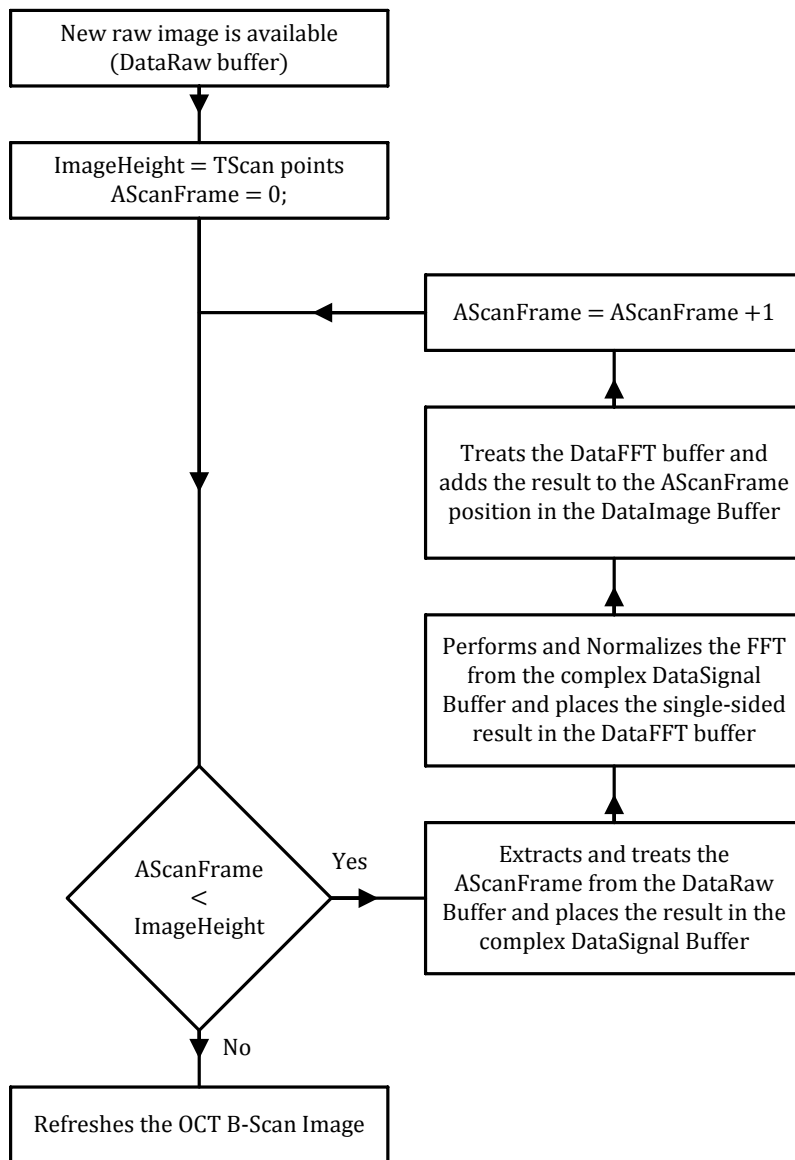 New raw image is available
(DataRaw buffer)
ImageHeight = TScan points
AScanFrame = 0;
AScanFrame = AScanFrame +1
Treats the DataFFT buffer and
adds the result to the AScanFrame
position in the DataImage Buffer
Performs and Normalizes the FFT
from the complex DataSignal
Buffer and places the single-sided
result in the DataFFT buffer
AScanFrame
<
ImageHeight
Yes
Extracts and treats the
AScanFrame from the DataRaw
Buffer and places the result in the
complex DataSignal Buffer
No
Refreshes the OCT B-Scan Image